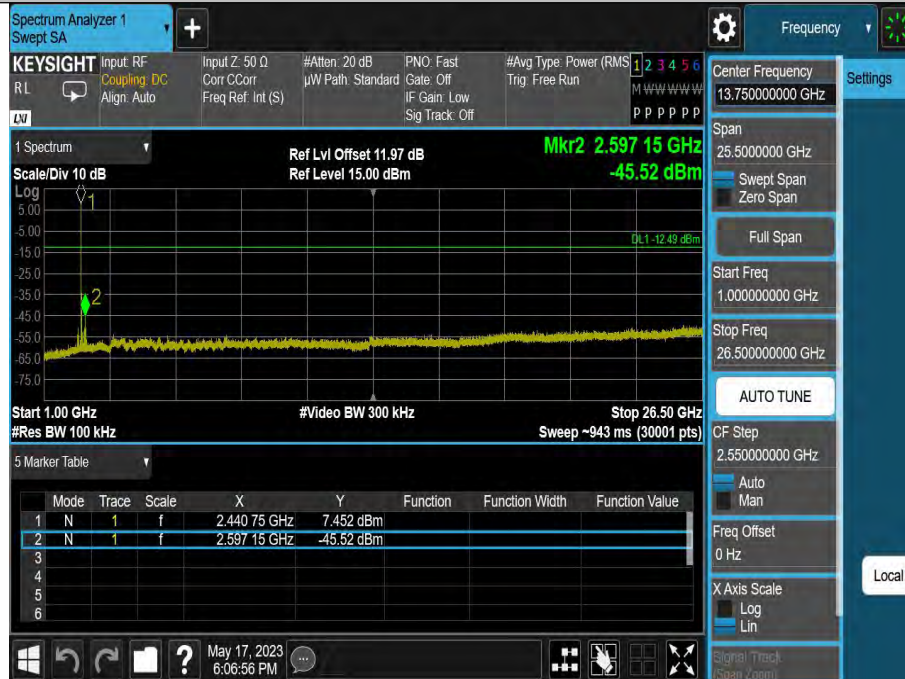 Spectrum Analyzer 1
Swept SA
+
Frequency
KEYSIGHT
RL
LXI
Input: RF
Coupling: DC
Align: Auto
Input Z: 50 Ω
Corr CCorr
Freq Ref: Int (S)
#Atten: 20 dB
µW Path: Standard
PNO: Fast
Gate: Off
IF Gain: Low
Sig Track: Off
#Avg Type: Power (RMS
Trig: Free Run
1 2 3 4 5 6
M W W W W W
P P P P P P
1 Spectrum
Scale/Div 10 dB
Ref Lvl Offset 11.97 dB
Ref Level 15.00 dBm
Mkr2 2.597 15 GHz
-45.52 dBm
Log
5.00
-5.00
-15.0
-25.0
-35.0
-45.0
-55.0
-65.0
-75.0
1
2
DL1 -12.49 dBm
Start 1.00 GHz
#Video BW 300 kHz
Stop 26.50 GHz
#Res BW 100 kHz
Sweep ~943 ms (30001 pts)
5 Marker Table
Mode Trace Scale X Y Function Function Width Function Value
1 N 1 f 2.440 75 GHz 7.452 dBm
2 N 1 f 2.597 15 GHz -45.52 dBm
3
4
5
6
?
May 17, 2023
6:06:56 PM
Center Frequency
13.750000000 GHz
Settings
Span
25.5000000 GHz
Swept Span
Zero Span
Full Span
Start Freq
1.000000000 GHz
Stop Freq
26.500000000 GHz
AUTO TUNE
CF Step
2.550000000 GHz
Auto
Man
Freq Offset
0 Hz
Local
X Axis Scale
Log
Lin
Signal Track
(Span Zoom)